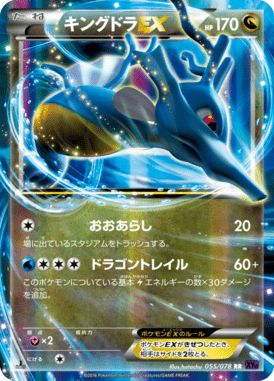 キングドラEX HP170
おおあらし 20
場に出ているスタジアムをトラッシュする。
ドラゴントレイル 60+
このポケモンについている基本エネルギーの数×30ダメージ
を追加。
ポケモンEXのルール
×2
ポケモンEXがきぜつしたとき、
にげる
相手はサイドを2枚とる。
Illus.hatachu 055/078 RR XY
©2016 Pokémon/Nintendo/Creatures/GAME FREAK.